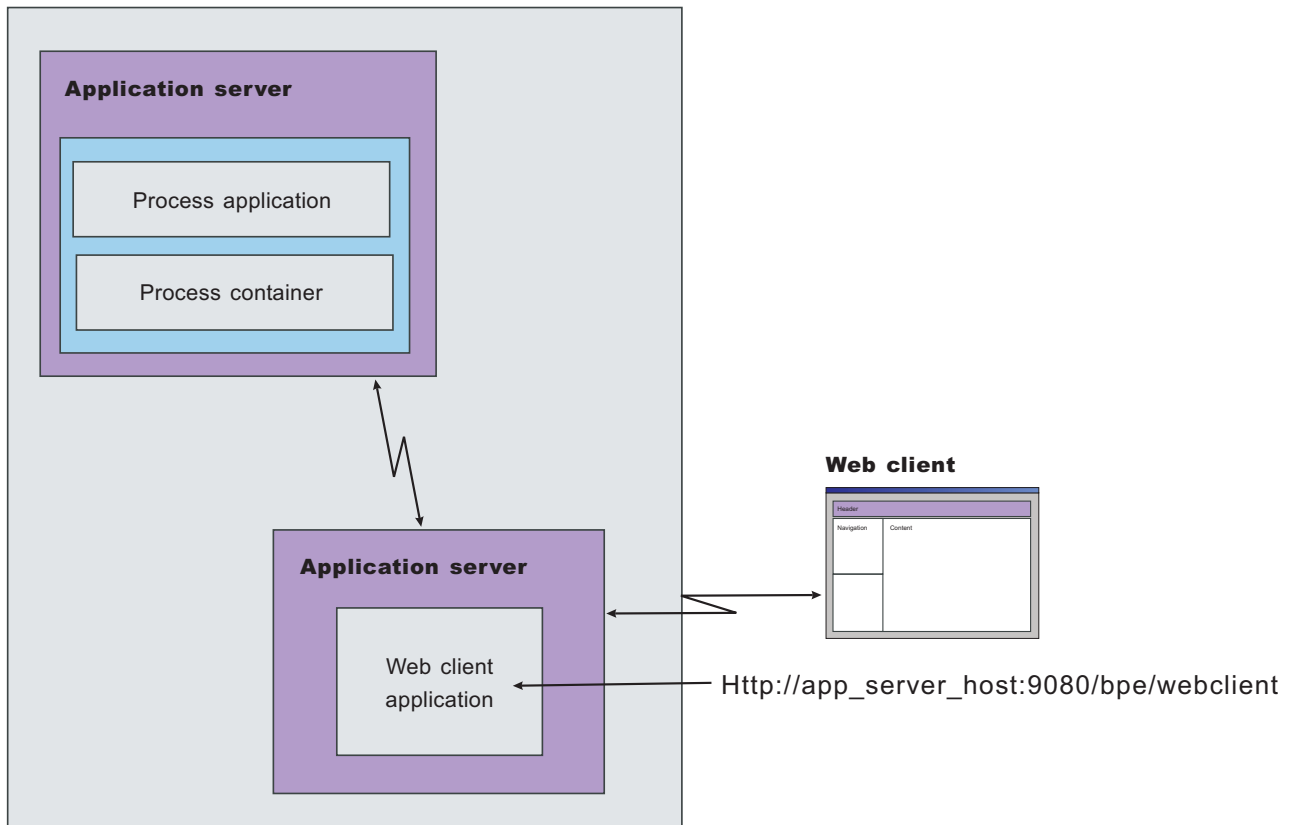 Application server
Process application
Process container
Web client
Header
Navigation
Content
Application server
Web client
application
Http://app_server_host:9080/bpe/webclient